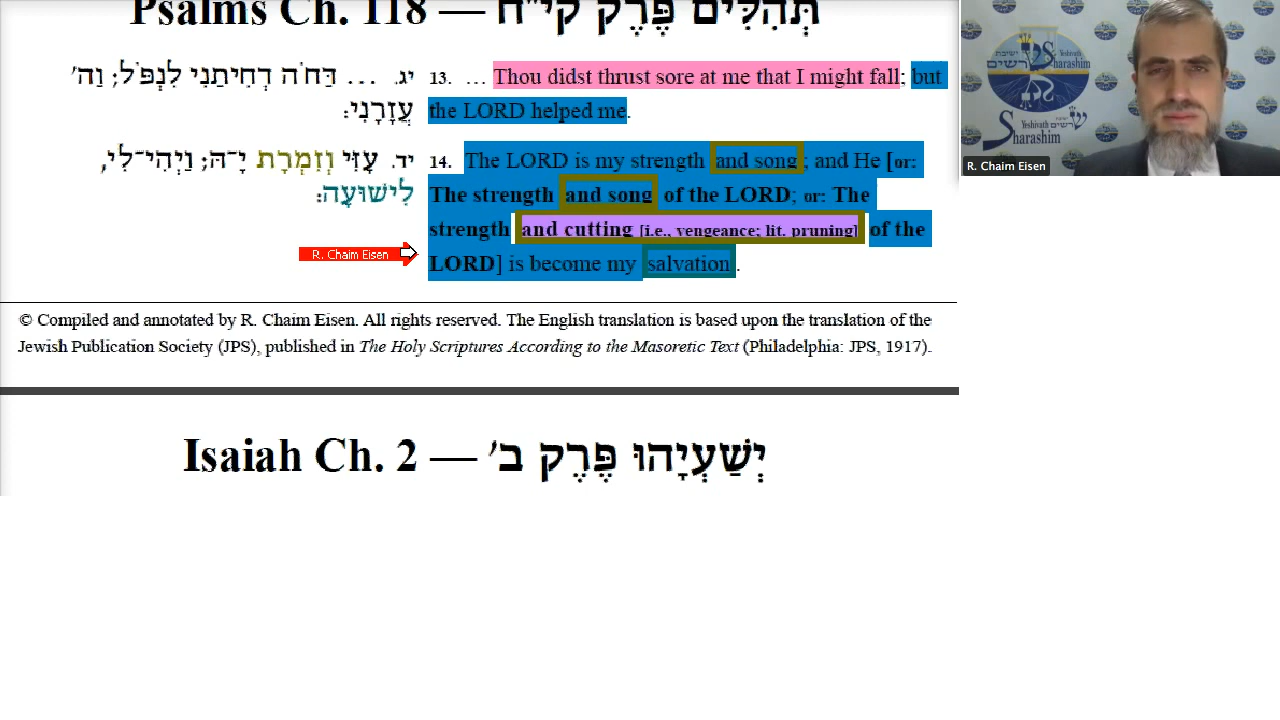 Psalms Ch. 118 — תְּהִלִּים פֶּרֶק קי״ח
יג. ... דַּחֹה דְחִיתַנִי לִנְפֹּל; וַה׳
עֲזָרָנִי:
13. ... Thou didst thrust sore at me that I might fall; but
the LORD helped me.
יד. עָזִּי וְזִמְרָת יָ־הּ; וַיְהִי־לִי,
לִישׁוּעָה:
14. The LORD is my strength and song; and He [or:
The strength and song of the LORD; or: The
strength and cutting [i.e., vengeance; lit. pruning] of the
LORD] is become my salvation.
R. Chaim Eisen
© Compiled and annotated by R. Chaim Eisen. All rights reserved. The English translation is based upon the translation of the
Jewish Publication Society (JPS), published in The Holy Scriptures According to the Masoretic Text (Philadelphia: JPS, 1917).
Isaiah Ch. 2 — יְשַׁעְיָהוּ פֶּרֶק ב׳
ישיבת
שרשים
Yeshivath
Sharashim
Yeshivath שרשים
Sharashim
R. Chaim Eisen